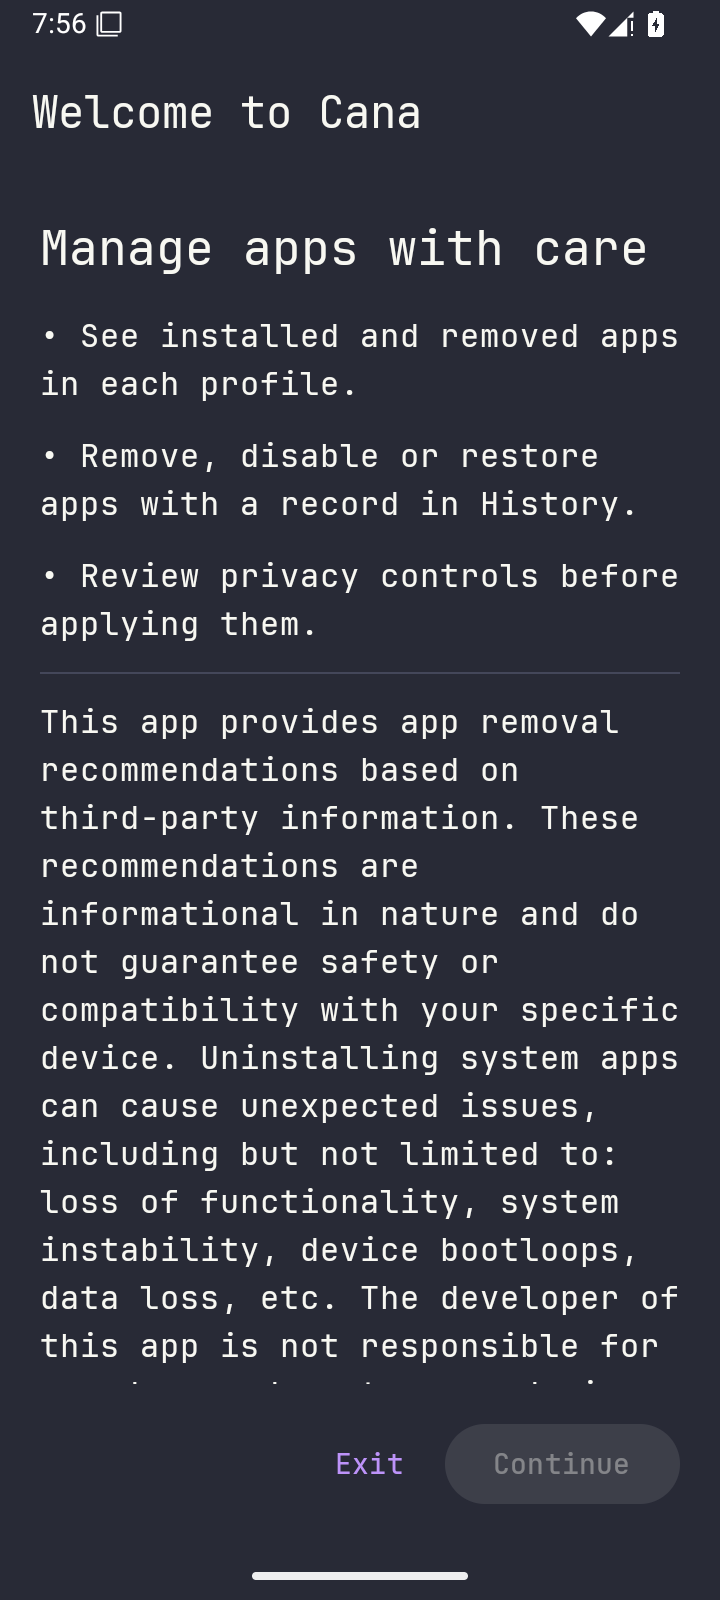 7:56
Welcome to Cana
Manage apps with care
• See installed and removed apps
in each profile.
• Remove, disable or restore
apps with a record in History.
• Review privacy controls before
applying them.
This app provides app removal
recommendations based on
third-party information. These
recommendations are
informational in nature and do
not guarantee safety or
compatibility with your specific
device. Uninstalling system apps
can cause unexpected issues,
including but not limited to:
loss of functionality, system
instability, device bootloops,
data loss, etc. The developer of
this app is not responsible for
Exit
Continue